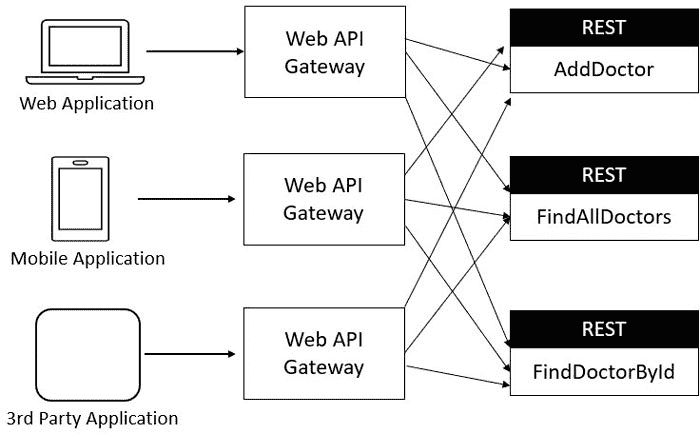 Web Application
Web API
Gateway
REST
AddDoctor
Mobile Application
Web API
Gateway
REST
FindAllDoctors
3rd Party Application
Web API
Gateway
REST
FindDoctorById